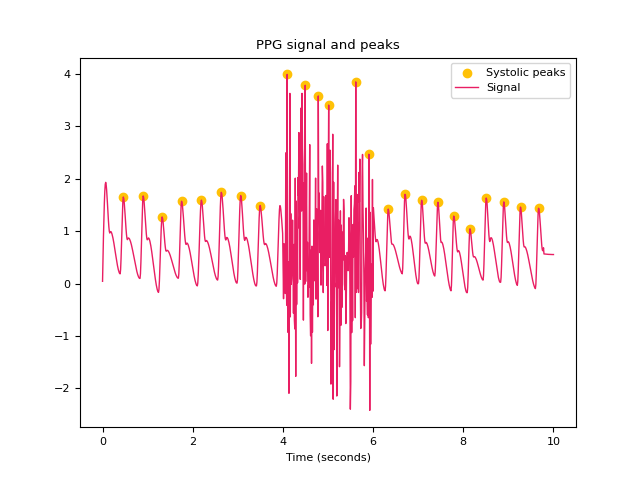 PPG signal and peaks
Systolic peaks
Signal
4
3
2
1
0
−1
−2
0 2 4 6 8 10
Time (seconds)